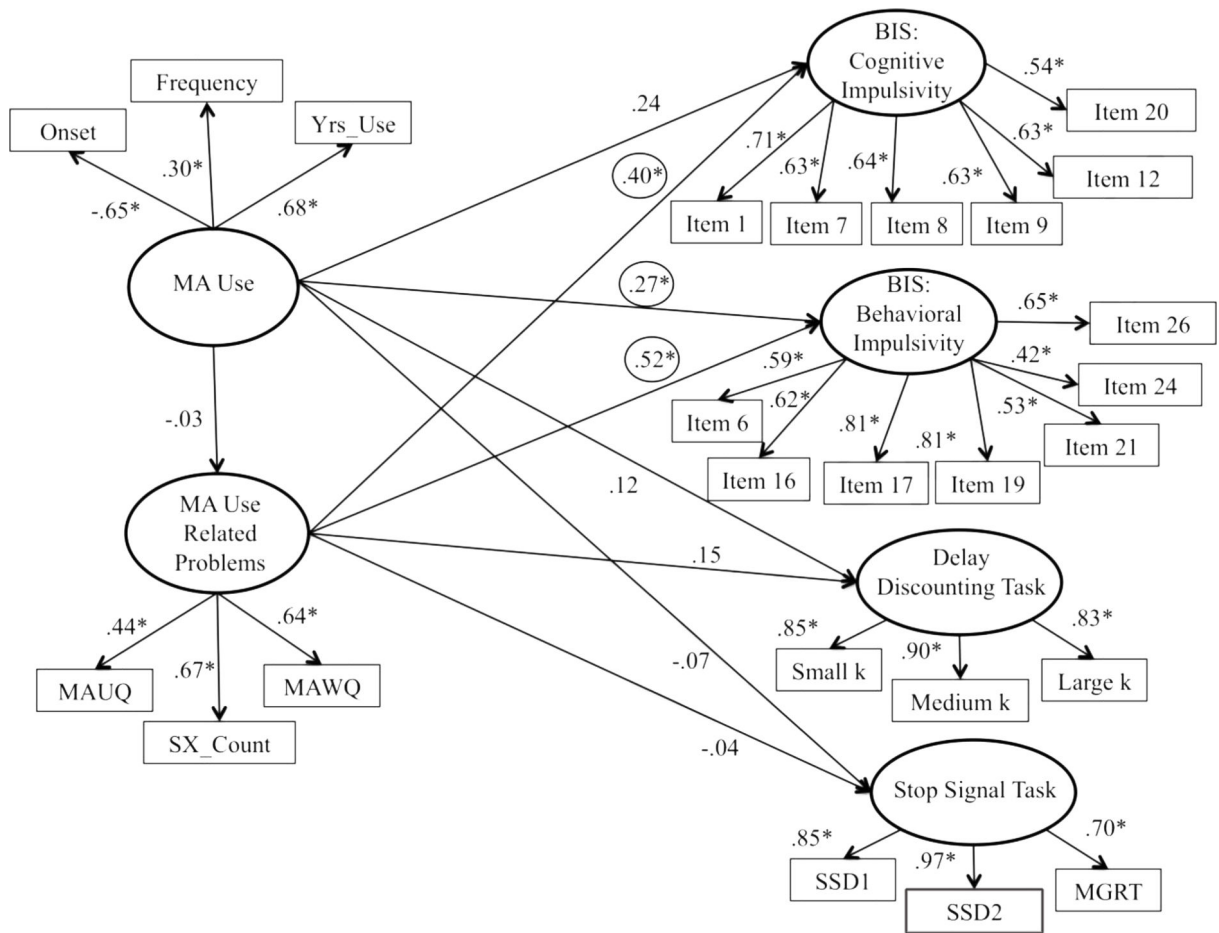 BIS:
Cognitive
Impulsivity
.54*
Item 20
Frequency
Onset
Yrs_Use
.24
.71*
.63*
.64*
.63*
.63*
Item 12
.30*
-.65*
.68*
.40*
Item 1
Item 7
Item 8
Item 9
MA Use
.27*
BIS:
Behavioral
Impulsivity
.65*
Item 26
.52*
.59*
.42*
Item 24
.62*
.53*
Item 6
.81*
.81*
Item 21
-.03
Item 16
Item 17
Item 19
.12
MA Use
Related
Problems
.15
Delay
Discounting Task
.44*
.67*
.64*
.85*
.90*
.83*
MAUQ
MAWQ
-.07
Small k
Medium k
Large k
SX_Count
-.04
Stop Signal Task
.85*
.97*
.70*
SSD1
SSD2
MGRT